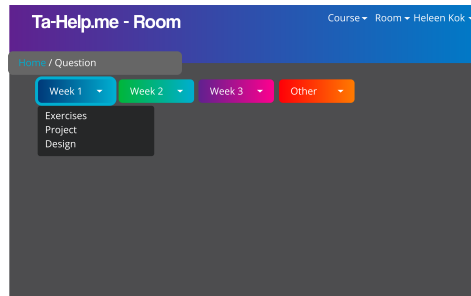 Ta-Help.me - Room
Course Room Heleen Kok
Home / Question
Week 1 Week 2 Week 3 Other
Exercises
Project
Design